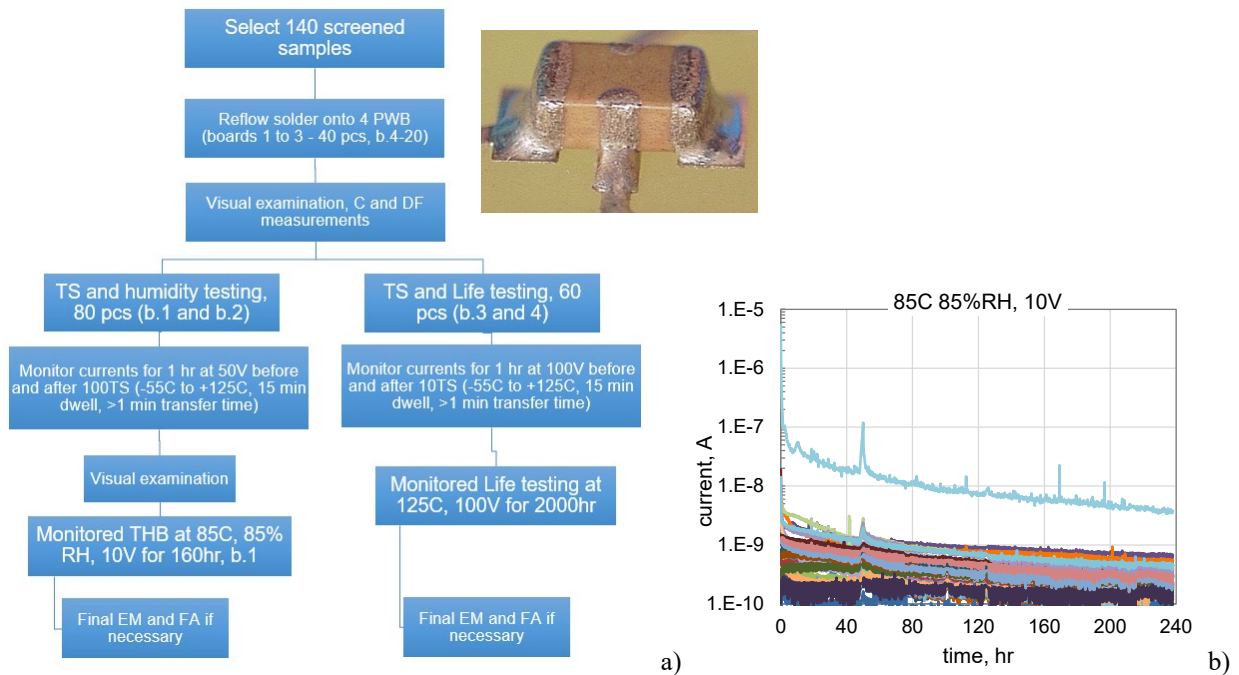 Select 140 screened
samples
Reflow solder onto 4 PWB
(boards 1 to 3 - 40 pcs, b.4-20)
Visual examination, C and DF
measurements
TS and humidity testing,
80 pcs (b.1 and b.2)
Monitor currents for 1 hr at 50V before
and after 100TS (-55C to +125C, 15 min
dwell, >1 min transfer time)
Visual examination
Monitored THB at 85C, 85%
RH, 10V for 160hr, b.1
Final EM and FA if
necessary
TS and Life testing, 60
pcs (b.3 and 4)
Monitor currents for 1 hr at 100V before
and after 10TS (-55C to +125C, 15 min
dwell, >1 min transfer time)
Monitored Life testing at
125C, 100V for 2000hr
Final EM and FA if
necessary
a)
85C 85%RH, 10V
1.E-5
1.E-6
1.E-7
1.E-8
1.E-9
1.E-10
current, A
0 40 80 120 160 200 240
time, hr
b)